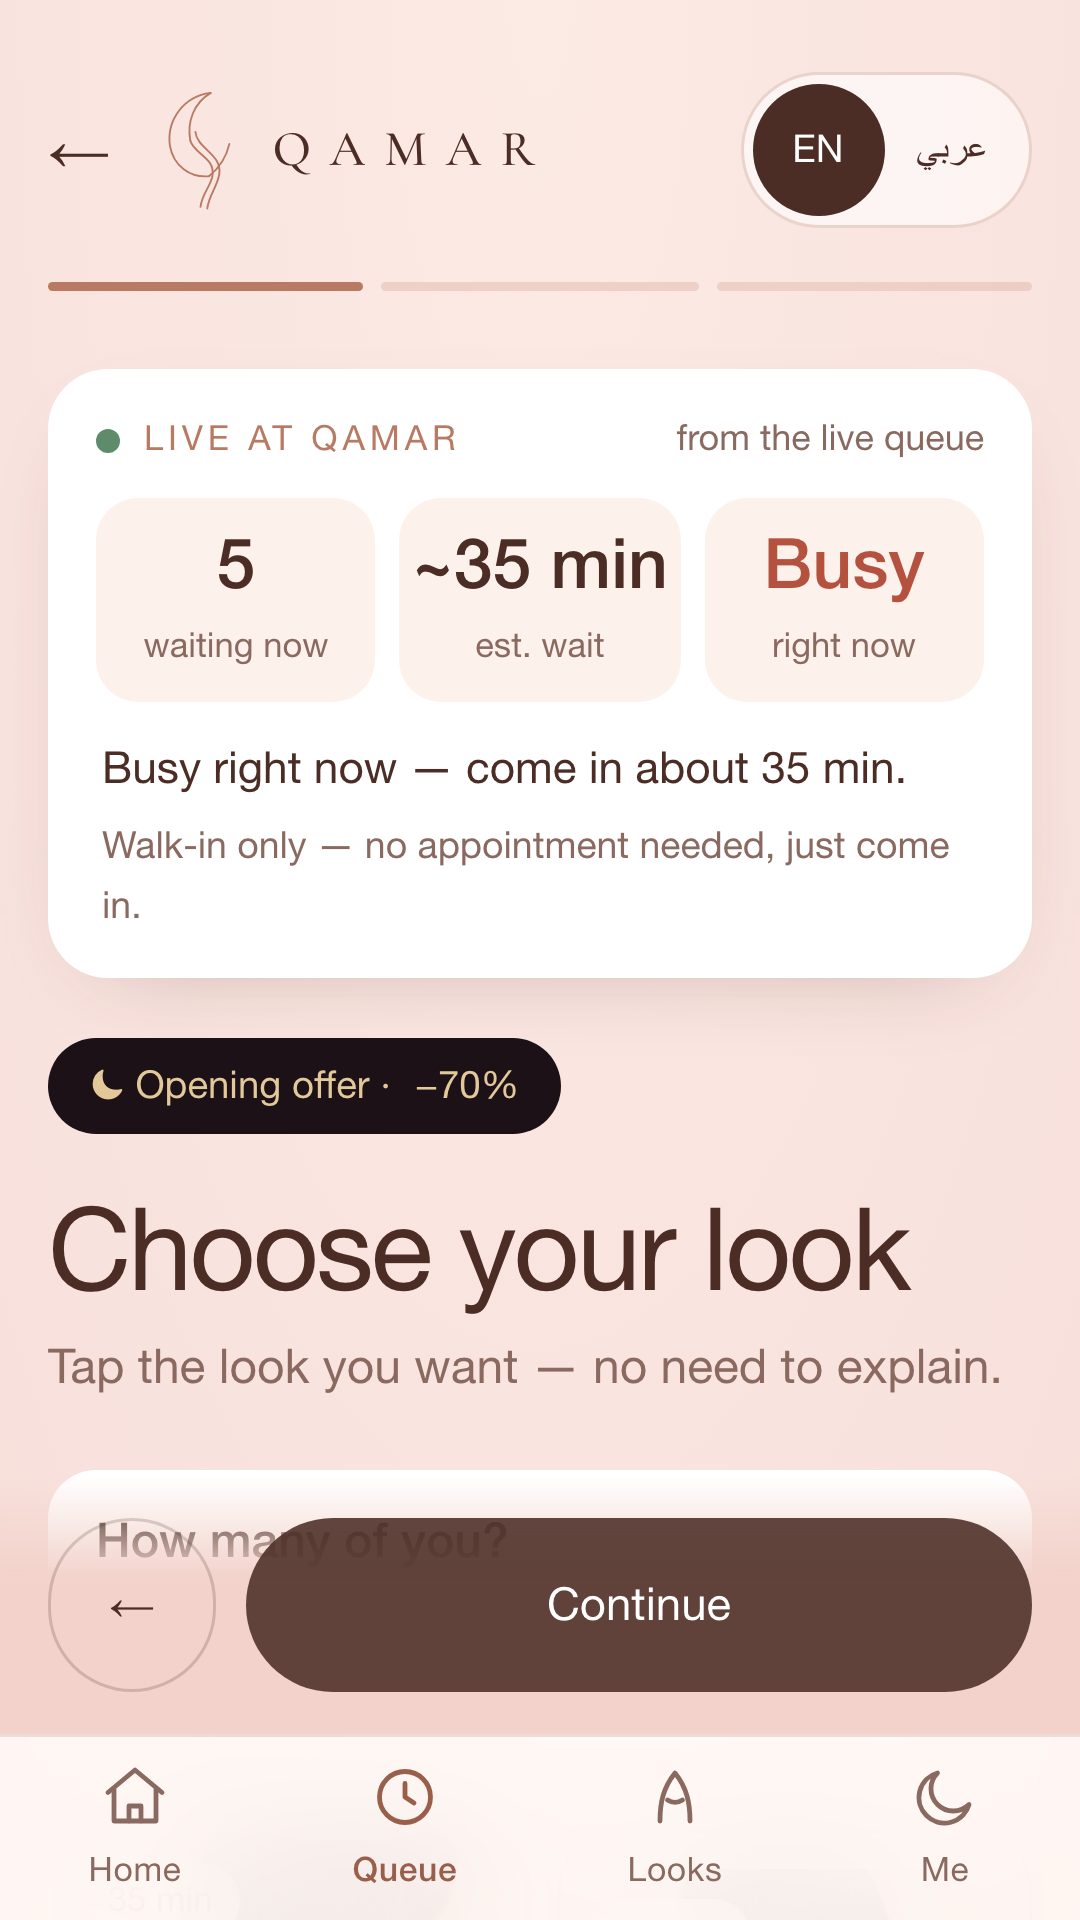 ←
QAMAR
EN
عربي
LIVE AT QAMAR
from the live queue
5
~35 min
Busy
waiting now
est. wait
right now
Busy right now — come in about 35 min.
Walk-in only — no appointment needed, just come
in.
Opening offer · –70%
Choose your look
Tap the look you want — no need to explain.
How many of you?
←
Continue
Home
Queue
Looks
Me
35 min